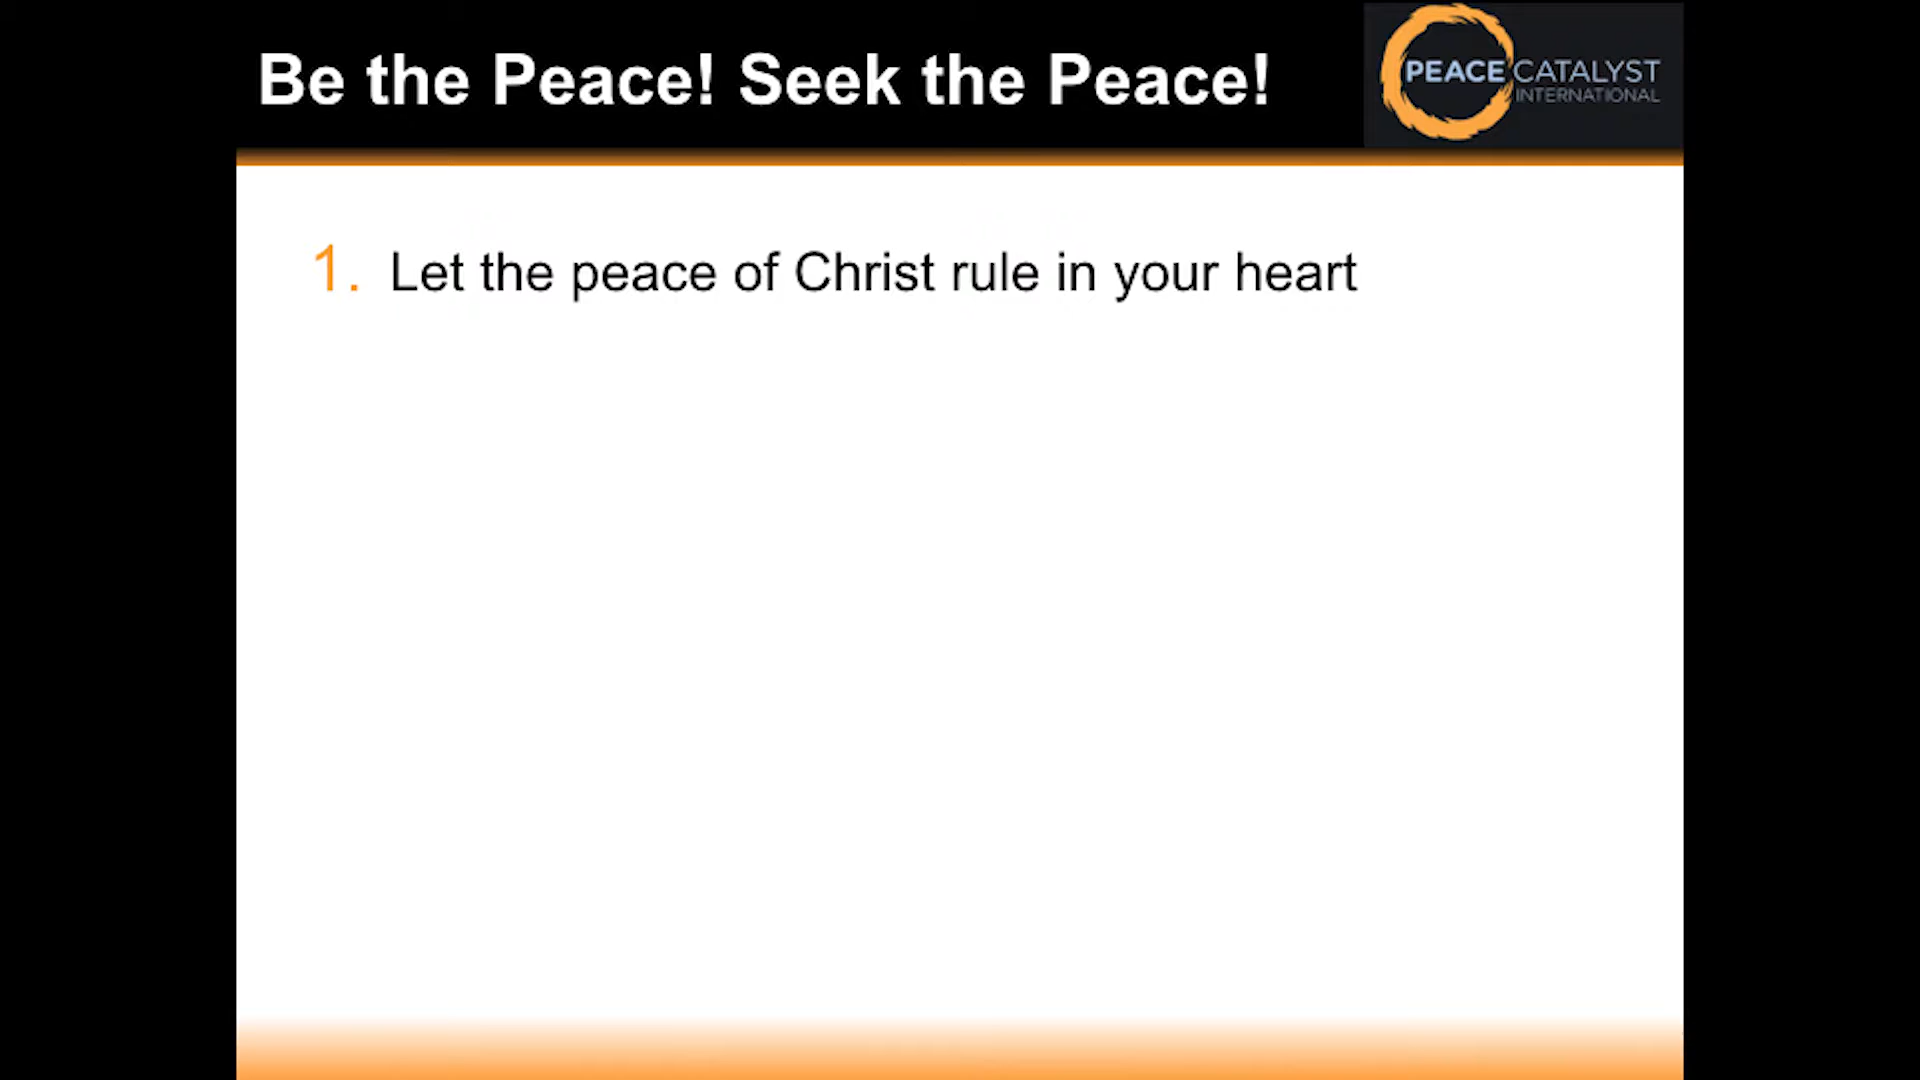 Be the Peace! Seek the Peace!
PEACE CATALYST
INTERNATIONAL
1. Let the peace of Christ rule in your heart